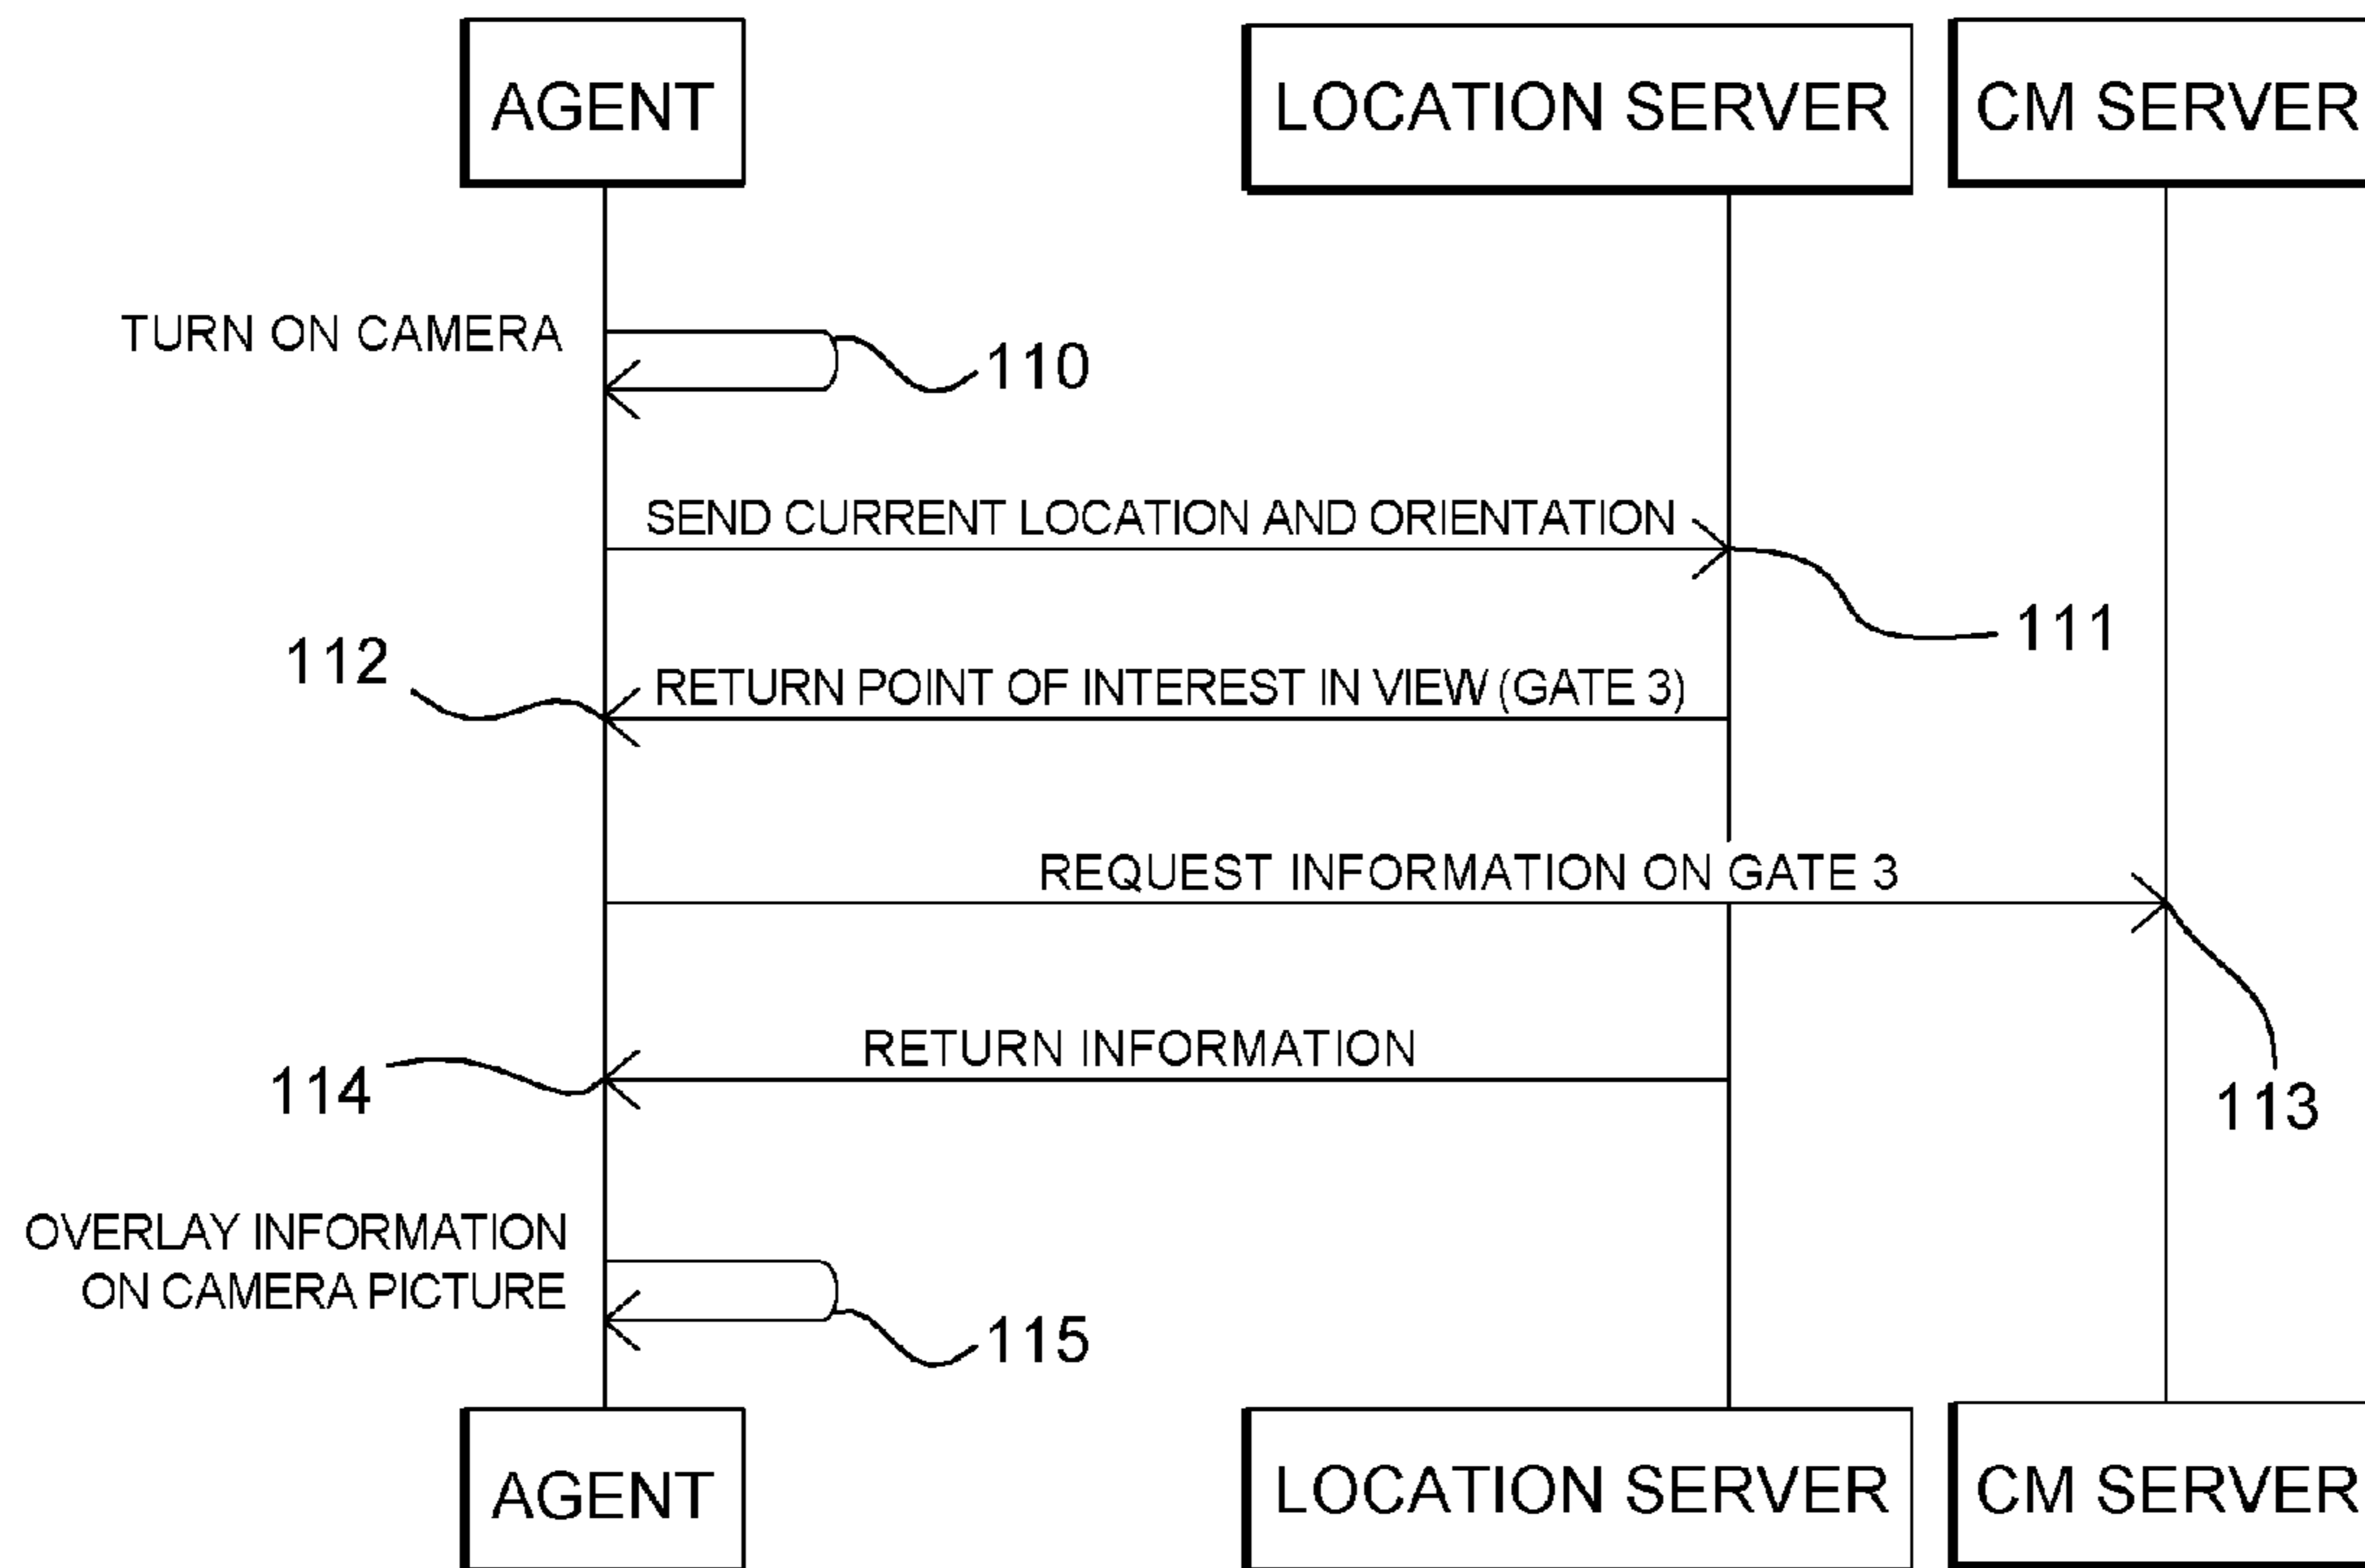 AGENT
LOCATION SERVER
CM SERVER
TURN ON CAMERA
110
SEND CURRENT LOCATION AND ORIENTATION
111
112
RETURN POINT OF INTEREST IN VIEW (GATE 3)
REQUEST INFORMATION ON GATE 3
113
RETURN INFORMATION
114
OVERLAY INFORMATION
ON CAMERA PICTURE
115
AGENT
LOCATION SERVER
CM SERVER